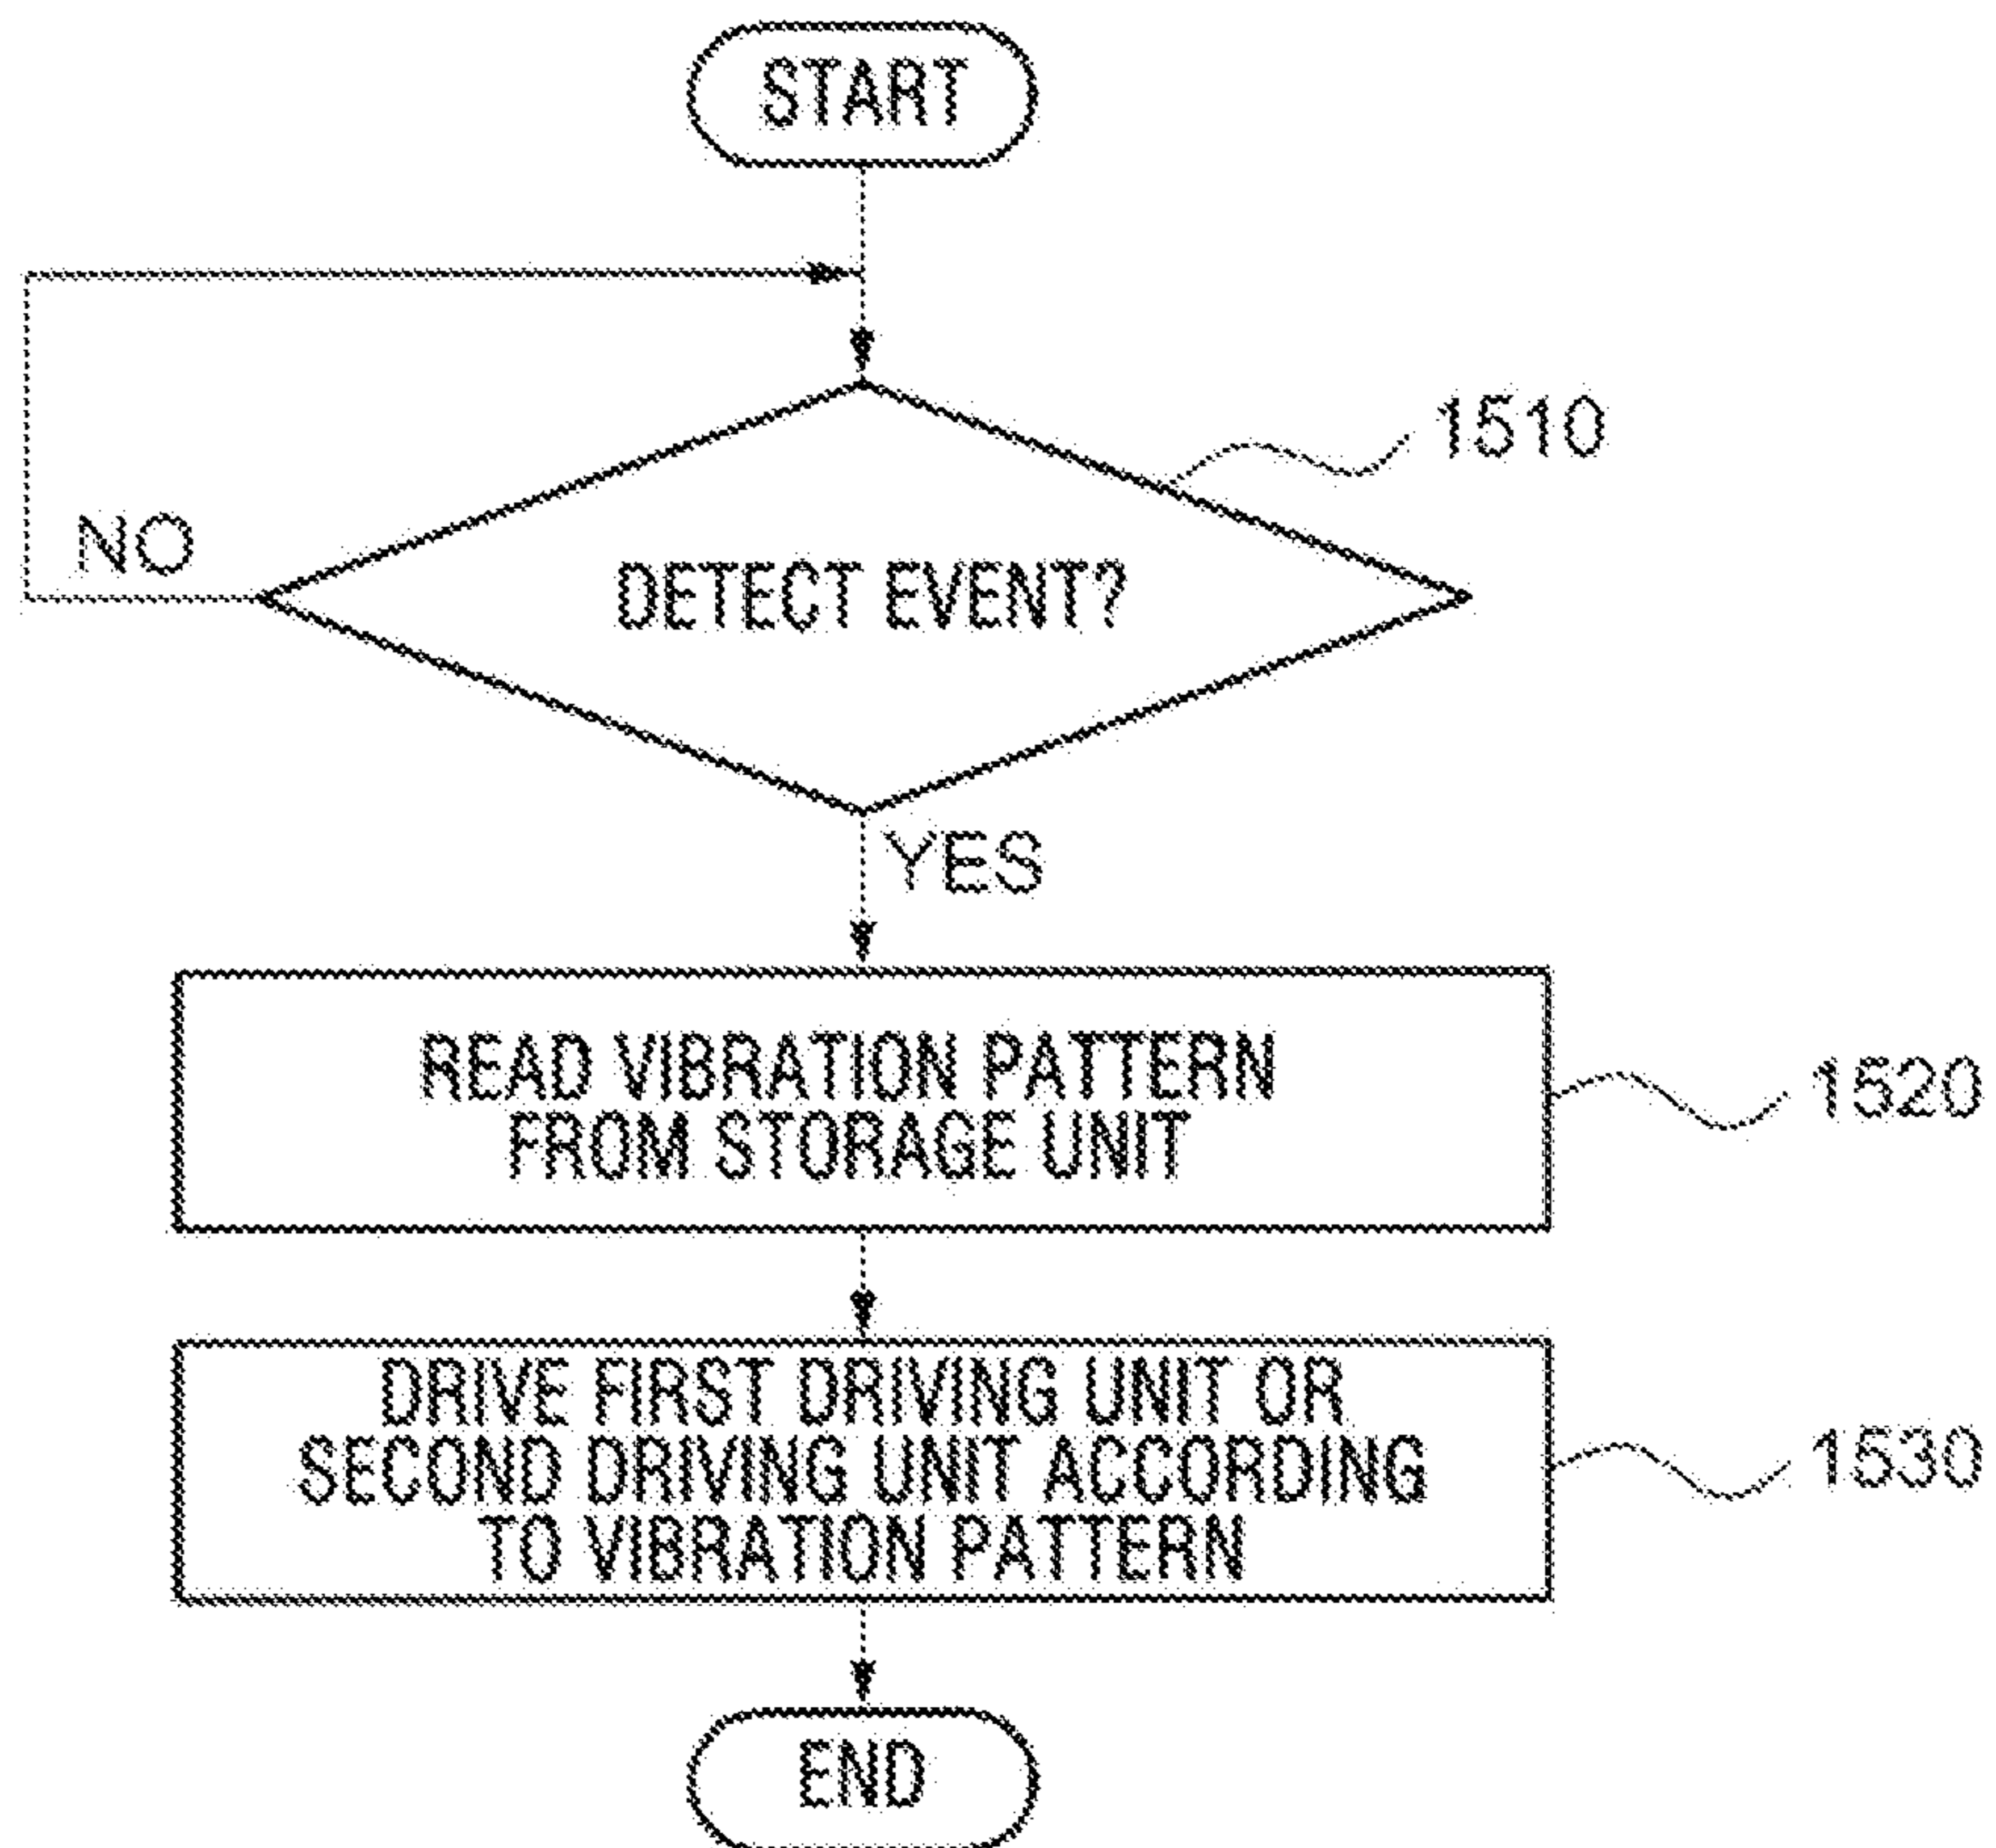 START
1510
NO
DETECT EVENT?
YES
READ VIBRATION PATTERN
FROM STORAGE UNIT
1520
DRIVE FIRST DRIVING UNIT OR
SECOND DRIVING UNIT ACCORDING
TO VIBRATION PATTERN
1530
END